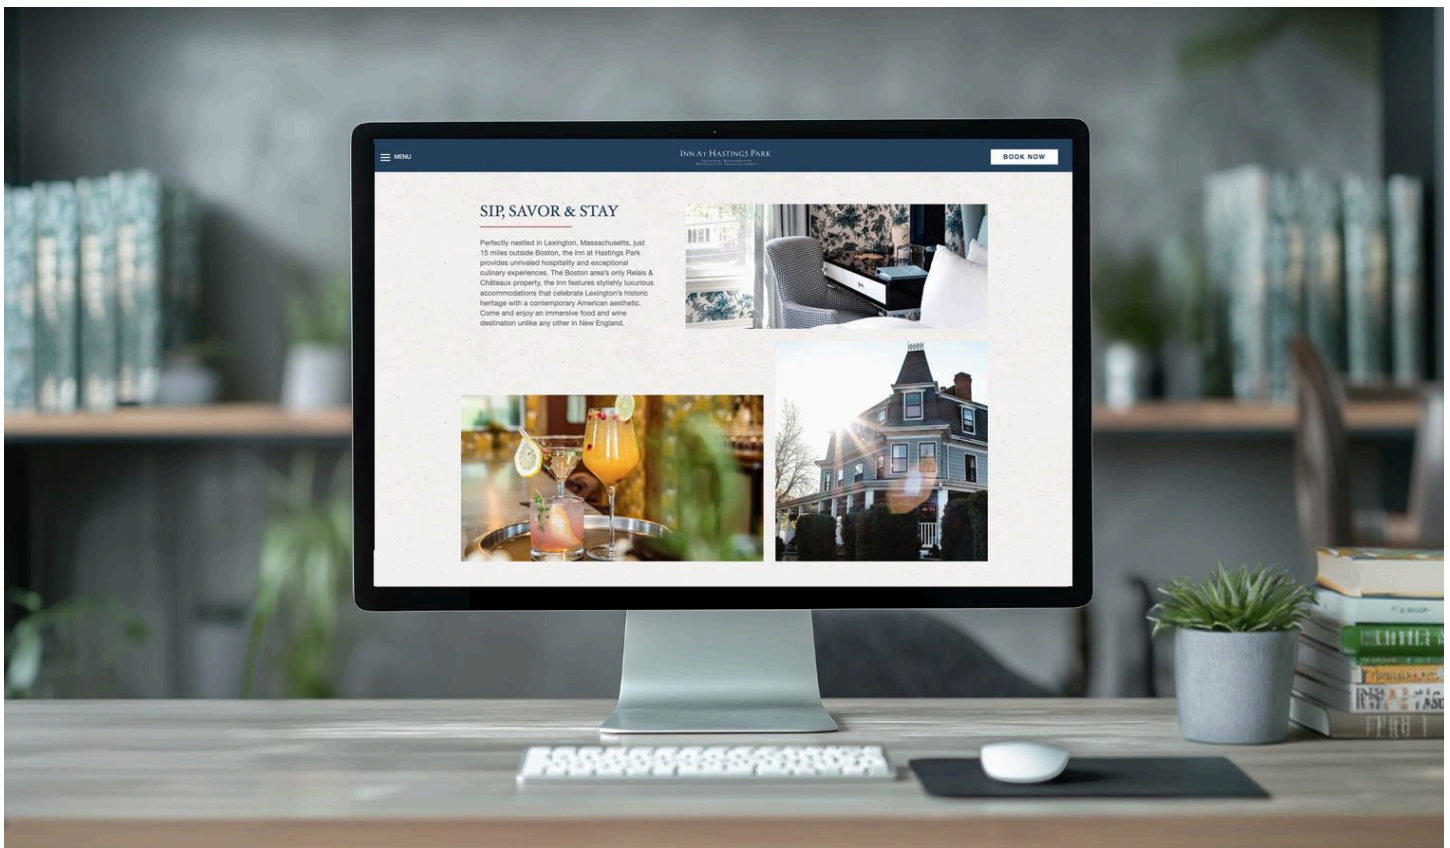 MENU
INN AT HASTINGS PARK
BOOK NOW
SIP, SAVOR & STAY
Perfectly nestled in Lexington, Massachusetts, just
15 miles outside Boston, the Inn at Hastings Park
provides unrivaled hospitality and exceptional
culinary experiences. The Boston area's only Relais &
Châteaux property, the Inn features stylishly luxurious
accommodations that celebrate Lexington's historic
heritage with a contemporary American aesthetic.
Come and enjoy an immersive food and wine
destination unlike any other in New England.